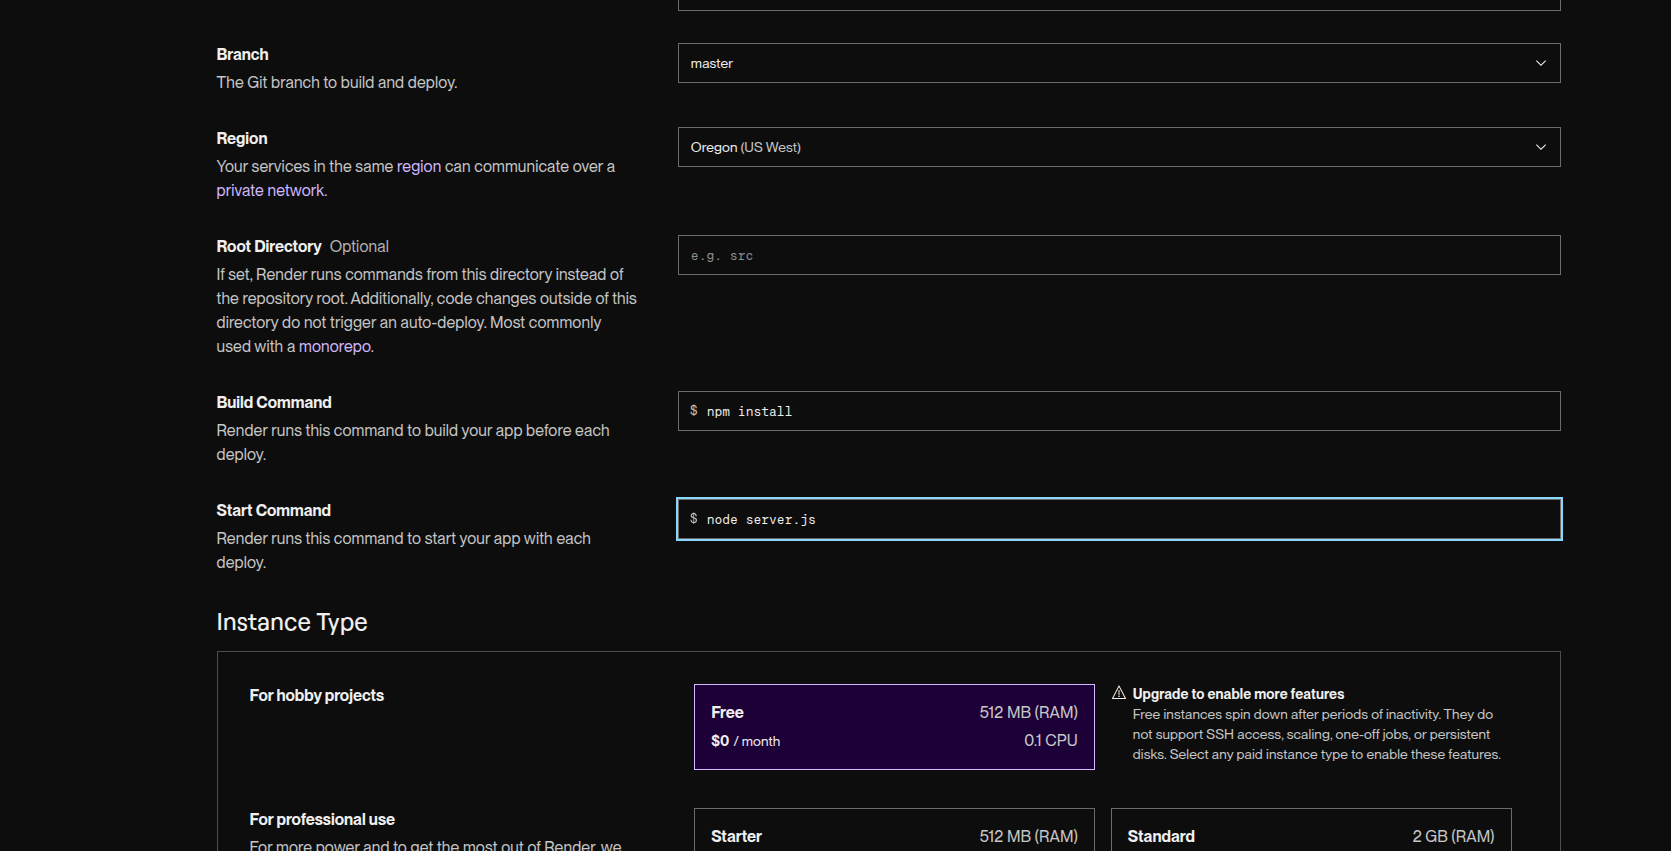 Branch
The Git branch to build and deploy.
master
Region
Your services in the same region can communicate over a
private network.
Oregon (US West)
Root Directory Optional
If set, Render runs commands from this directory instead of
the repository root. Additionally, code changes outside of this
directory do not trigger an auto-deploy. Most commonly
used with a monorepo.
e.g. src
Build Command
Render runs this command to build your app before each
deploy.
$ npm install
Start Command
Render runs this command to start your app with each
deploy.
$ node server.js
Instance Type
For hobby projects
Free 512 MB (RAM)
$0 / month 0.1 CPU
Upgrade to enable more features
Free instances spin down after periods of inactivity. They do
not support SSH access, scaling, one-off jobs, or persistent
disks. Select any paid instance type to enable these features.
For professional use
For more power and to get the most out of Render, we
Starter 512 MB (RAM)
Standard 2 GB (RAM)